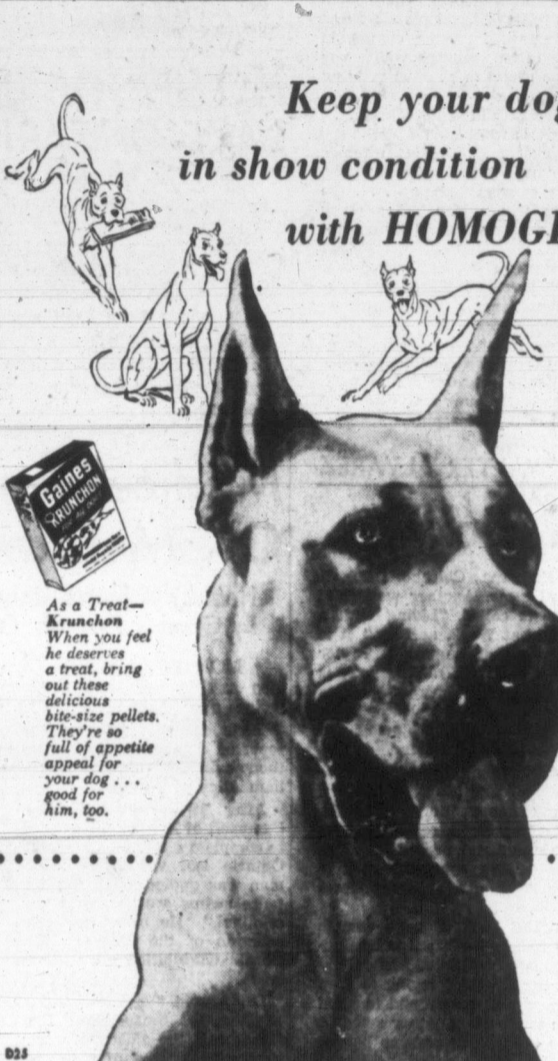 Keep your do
in show condition
with HOMOG
Gaines
KRUNCHON
As a Treat—
Krunchon
When you feel
he deserves
a treat, bring
out these
delicious
bite-size pellets.
They're so
full of appetite
appeal for
your dog . . .
good for
him, too.
D25